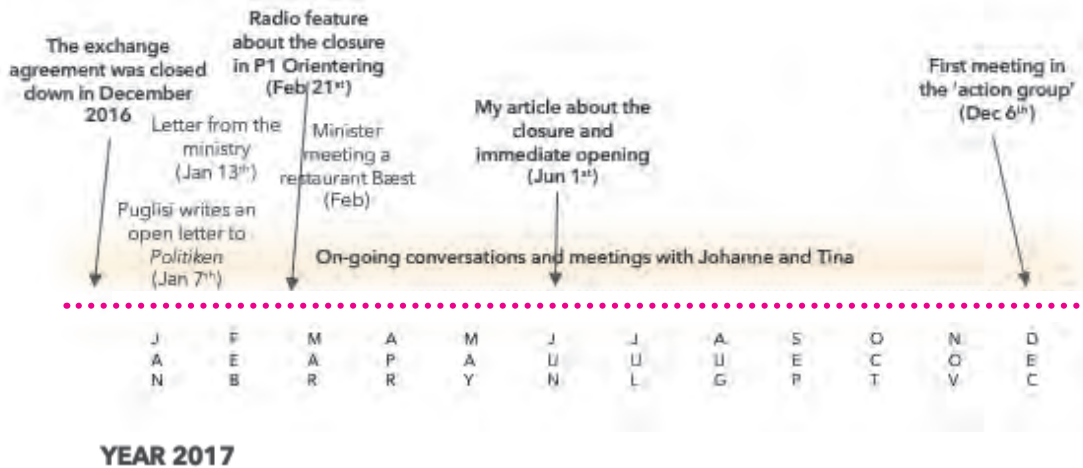 The exchange
agreement was closed
down in December
2016
Letter from the
ministry
(Jan 13th)
Puglisi writes an
open letter to
Politiken
(Jan 7th)
Radio feature
about the closure
in P1 Orientering
(Feb 21st)
Minister
meeting a
restaurant Bæst
(Feb)
My article about the
closure and
immediate opening
(Jun 1st)
First meeting in
the 'action group'
(Dec 6th)
On-going conversations and meetings with Johanne and Tina
JAN
FEB
MAR
APR
MAY
JUN
JUL
AUG
SEP
OCT
NOV
DEC
YEAR 2017